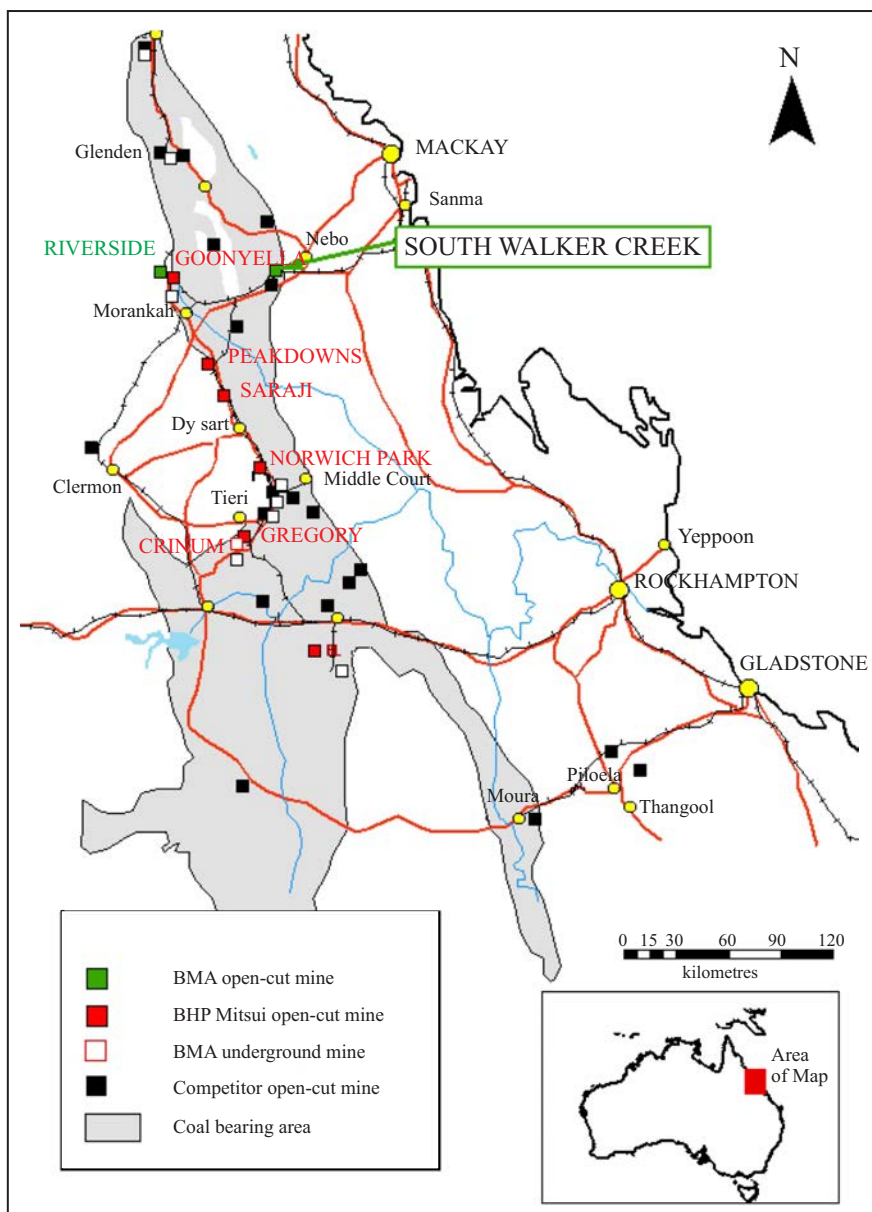 N
MACKAY
Glenden
Sanma
Nebo
RIVERSIDE
GOONYELLA
SOUTH WALKER CREEK
Morankah
PEAKDOWNS
SARAJI
Dy sart
NORWICH PARK
Middle Court
Clermon
Tieri
GREGORY
CRINUM
Yeppoon
ROCKHAMPTON
GLADSTONE
Piloela
Moura
Thangool
0 15 30 60 90 120
kilometres
BMA open-cut mine
BHP Mitsui open-cut mine
BMA underground mine
Competitor open-cut mine
Coal bearing area
Area
of Map